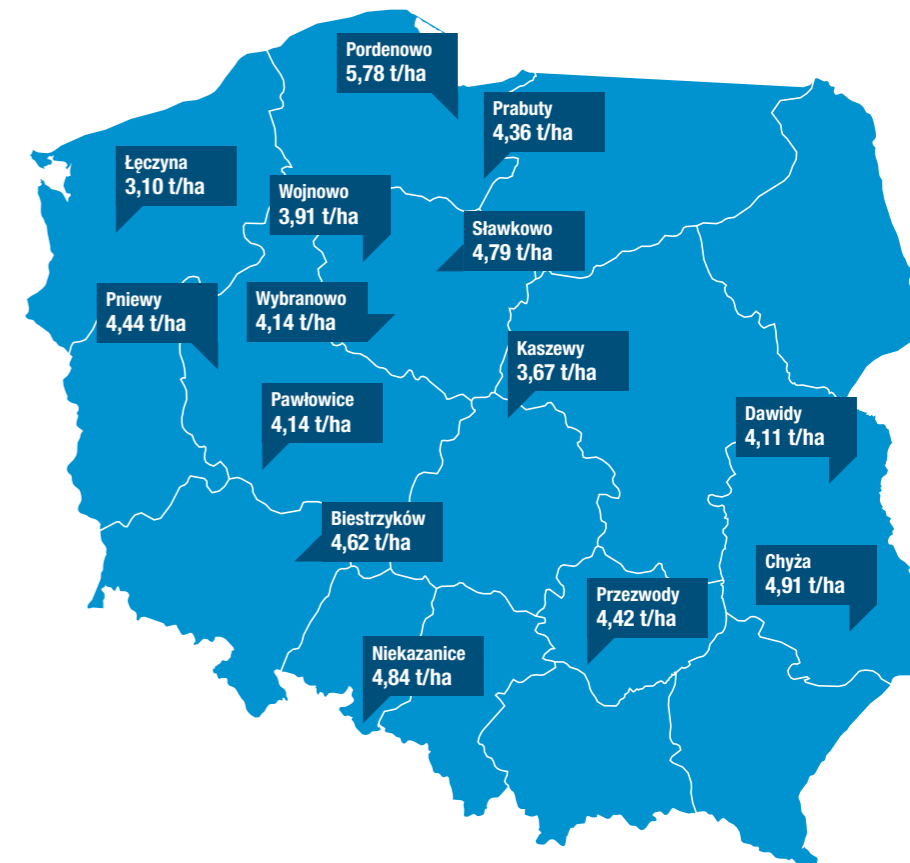 Pordenowo
5,78 t/ha
Prabuty
4,36 t/ha
Łęczyna
3,10 t/ha
Wojnowo
3,91 t/ha
Sławkowo
4,79 t/ha
Pniewy
4,44 t/ha
Wybranowo
4,14 t/ha
Kaszewy
3,67 t/ha
Pawłowice
4,14 t/ha
Dawidy
4,11 t/ha
Biestrzyków
4,62 t/ha
Chyża
4,91 t/ha
Przezwody
4,42 t/ha
Niekazanice
4,84 t/ha